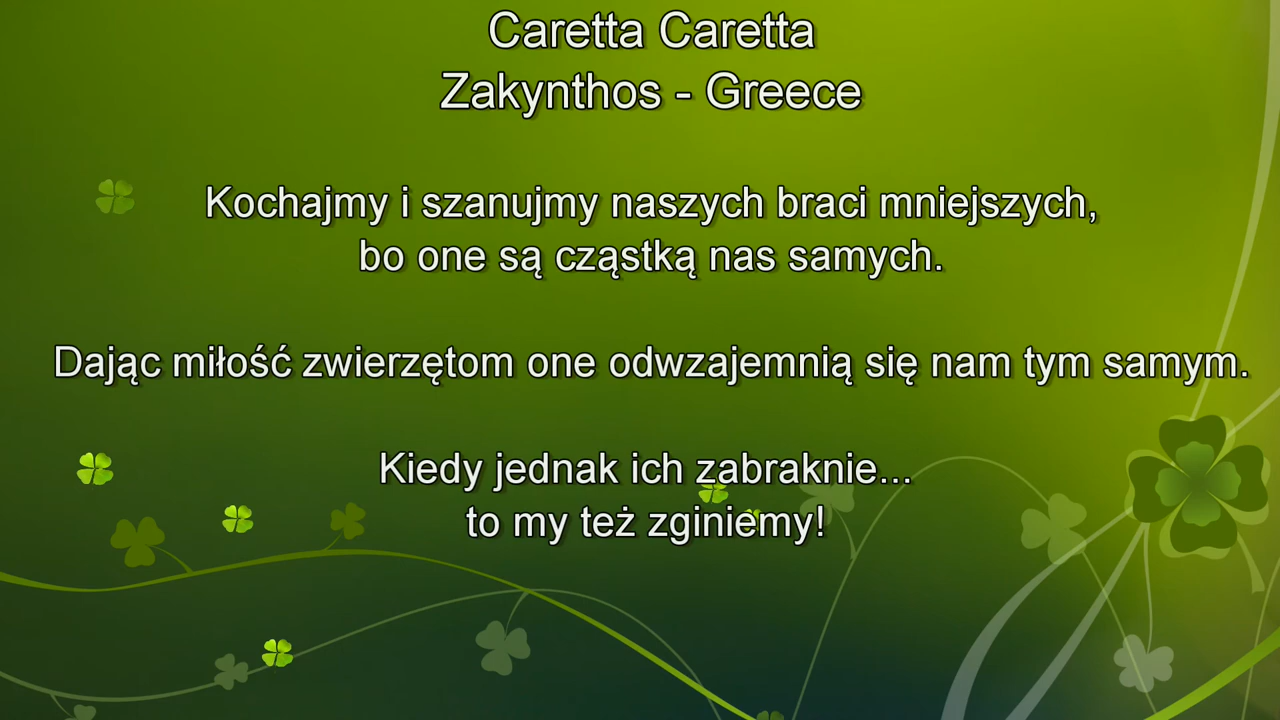 Caretta Caretta
Zakynthos - Greece
Kochajmy i szanujmy naszych braci mniejszych,
bo one są cząstką nas samych.
Dając miłość zwierzętom one odwzajemnią się nam tym samym.
Kiedy jednak ich zabraknie...
to my też zginiemy!